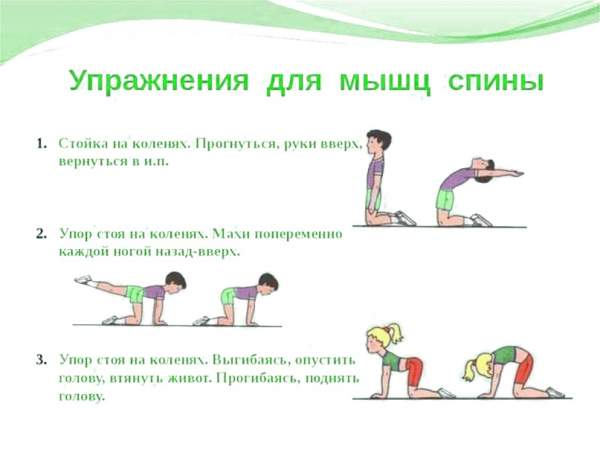 Упражнения для мышц спины
1. Стойка на коленях. Прогнуться, руки вверх,
вернуться в и.п.
2. Упор стоя на коленях. Махи попеременно
каждой ногой назад-вверх.
3. Упор стоя на коленях. Выгибаясь, опустить
голову, втянуть живот. Прогибаясь, поднять
голову.